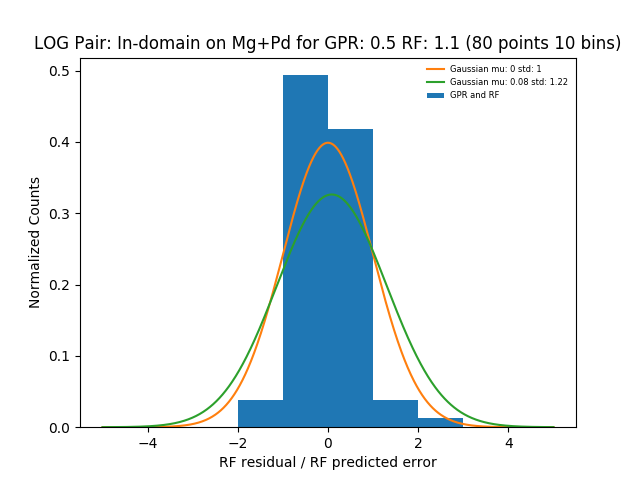 LOG Pair: In-domain on Mg+Pd for GPR: 0.5 RF: 1.1 (80 points 10 bins)
Gaussian mu: 0 std: 1
Gaussian mu: 0.08 std: 1.22
GPR and RF
Normalized Counts
0.5
0.4
0.3
0.2
0.1
0.0
−4
−2
0
2
4
RF residual / RF predicted error